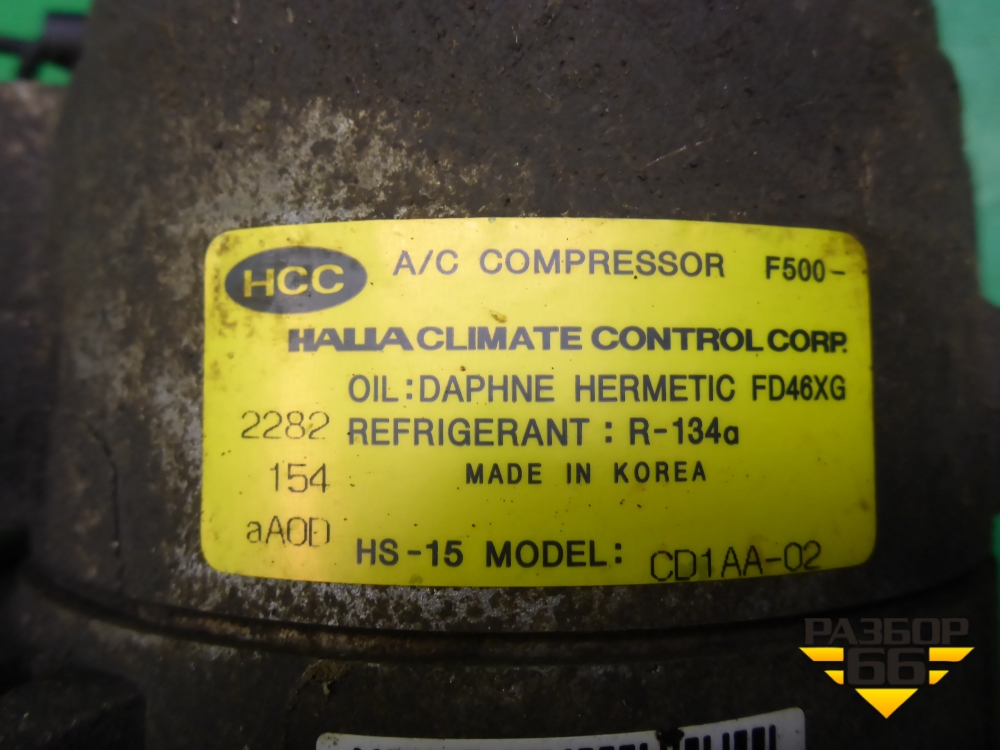 HCC A/C COMPRESSOR F500-
HALLA CLIMATE CONTROL CORP.
OIL : DAPHNE HERMETIC FD46XG
2282 REFRIGERANT : R-134a
154 MADE IN KOREA
aA0D HS-15 MODEL: CD1AA-02
РАЗБОР
66